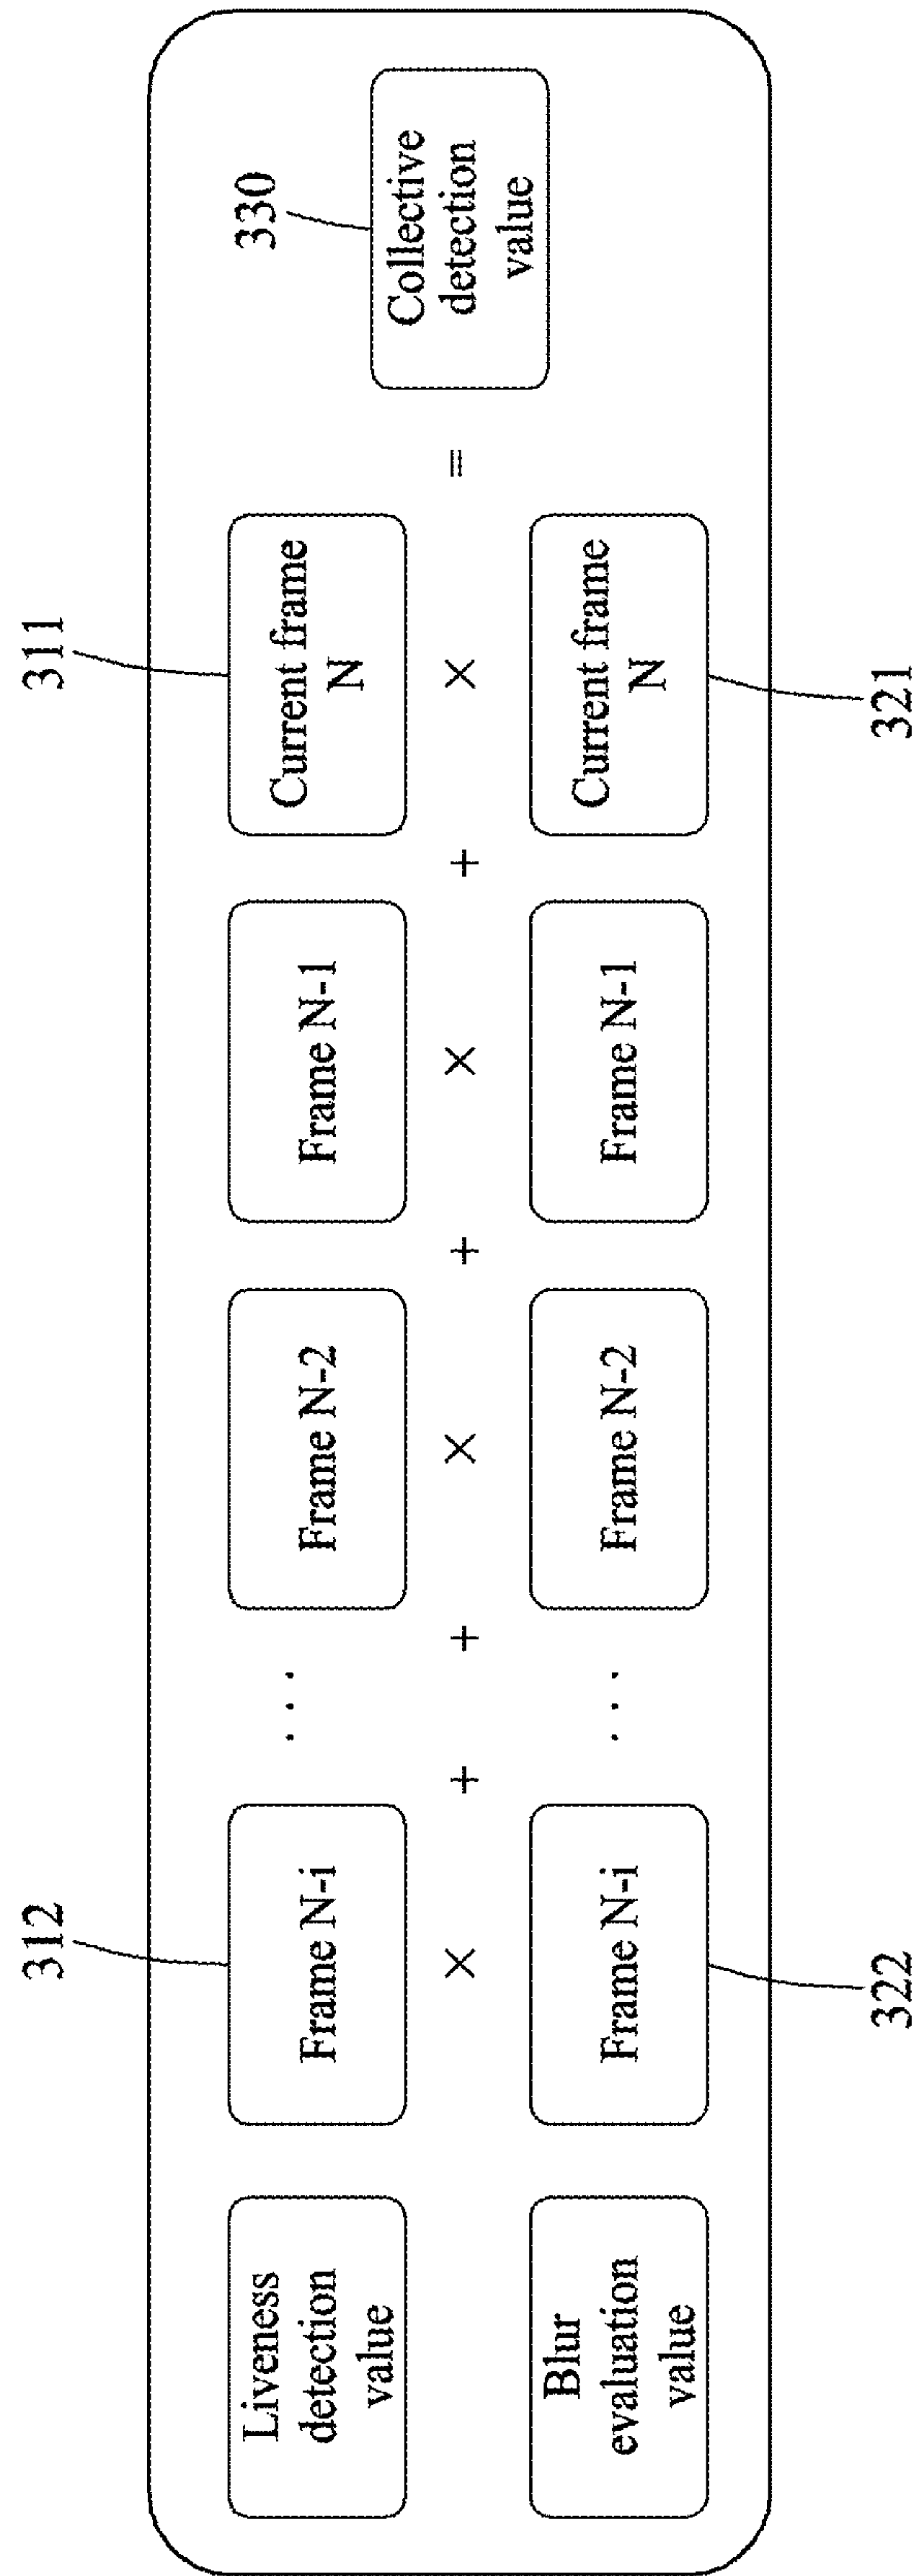 312
311
330
Liveness
detection
value
Frame N-i
. . .
Frame N-2
Frame N-1
Current frame
N
×
+
+
×
+
×
+
×
=
Collective
detection
value
Blur
evaluation
value
Frame N-i
. . .
Frame N-2
Frame N-1
Current frame
N
322
321